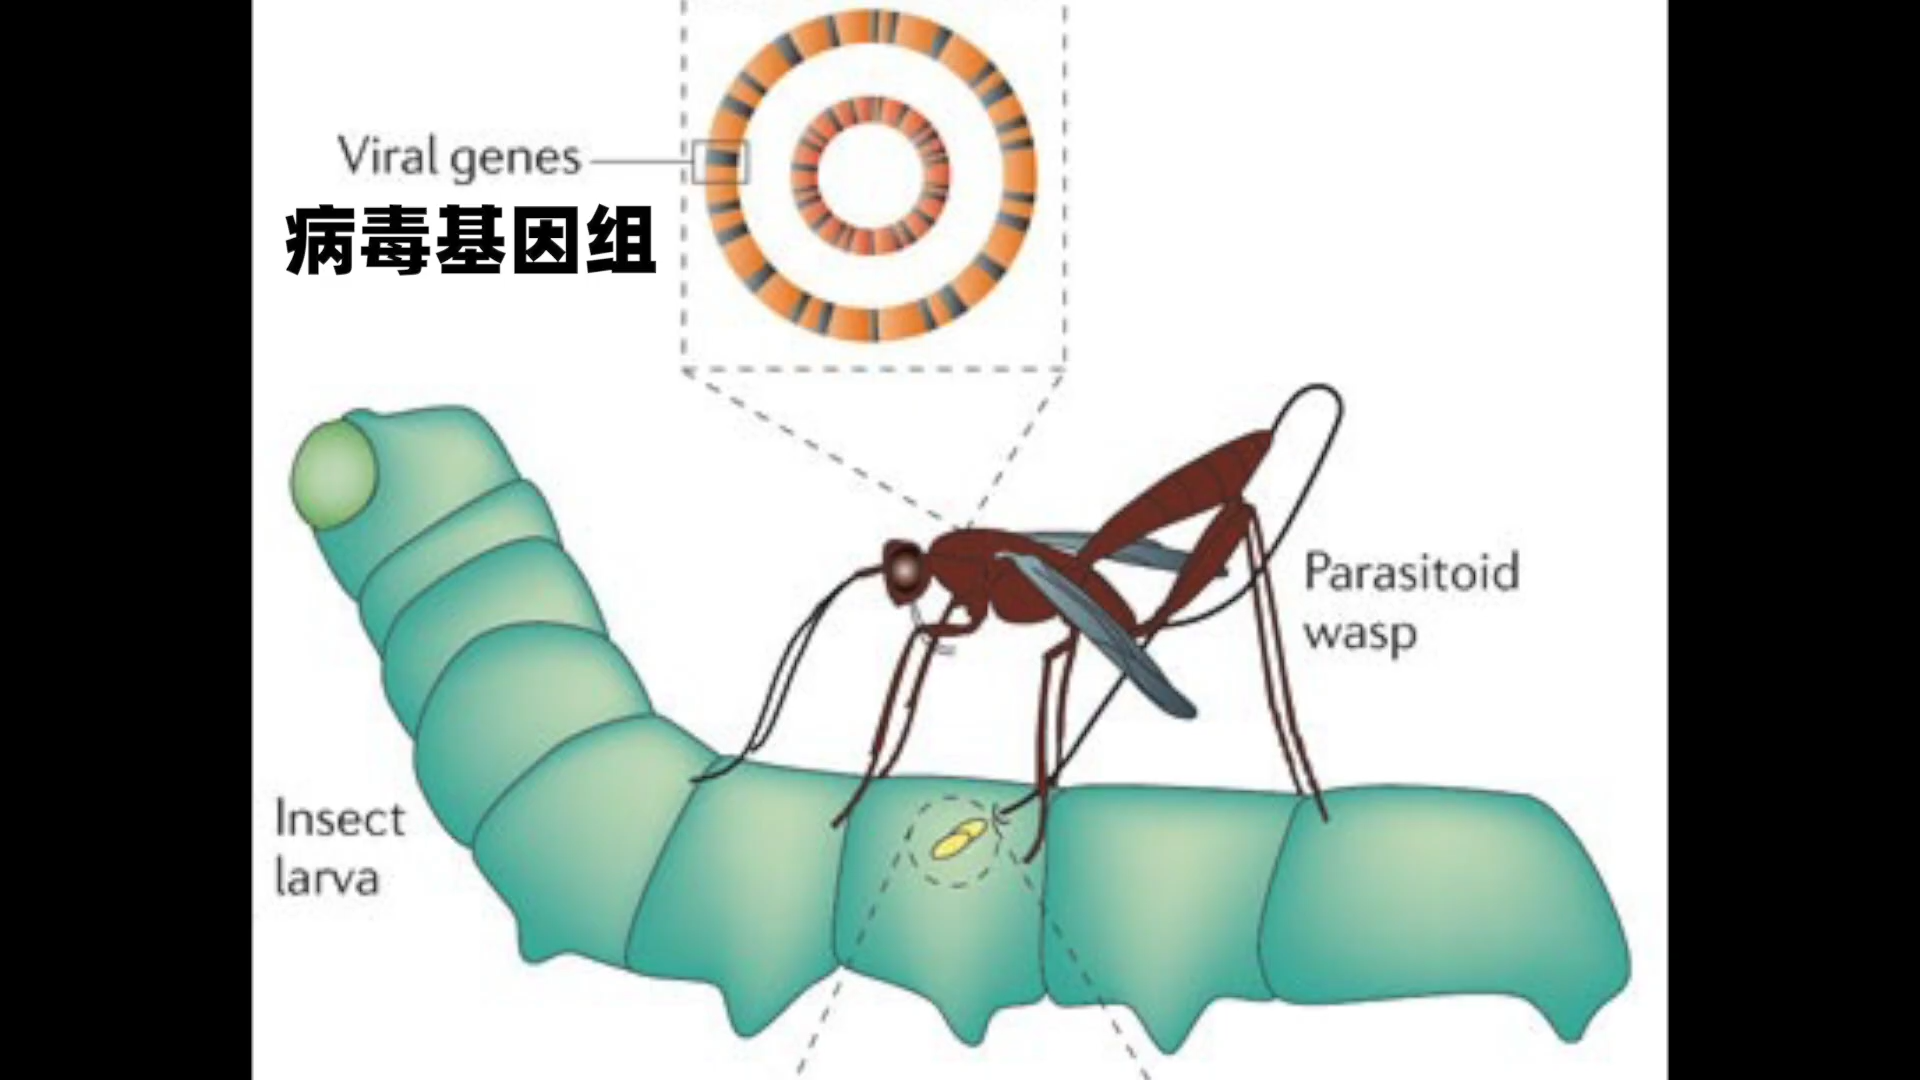 Viral genes
病毒基因组
Parasitoid
wasp
Insect
larva